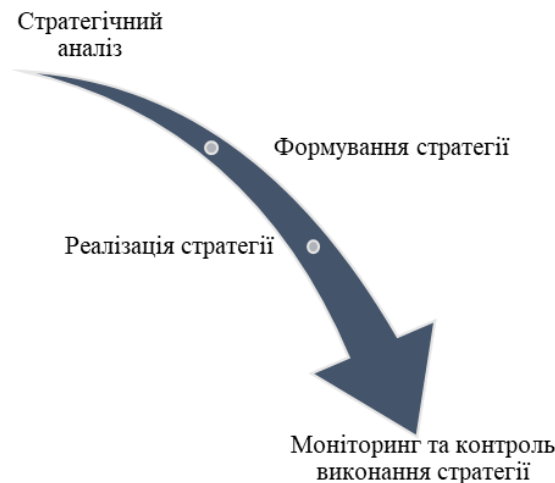 Стратегічний
аналіз
Формування стратегії
Реалізація стратегії
Моніторинг та контроль
виконання стратегії